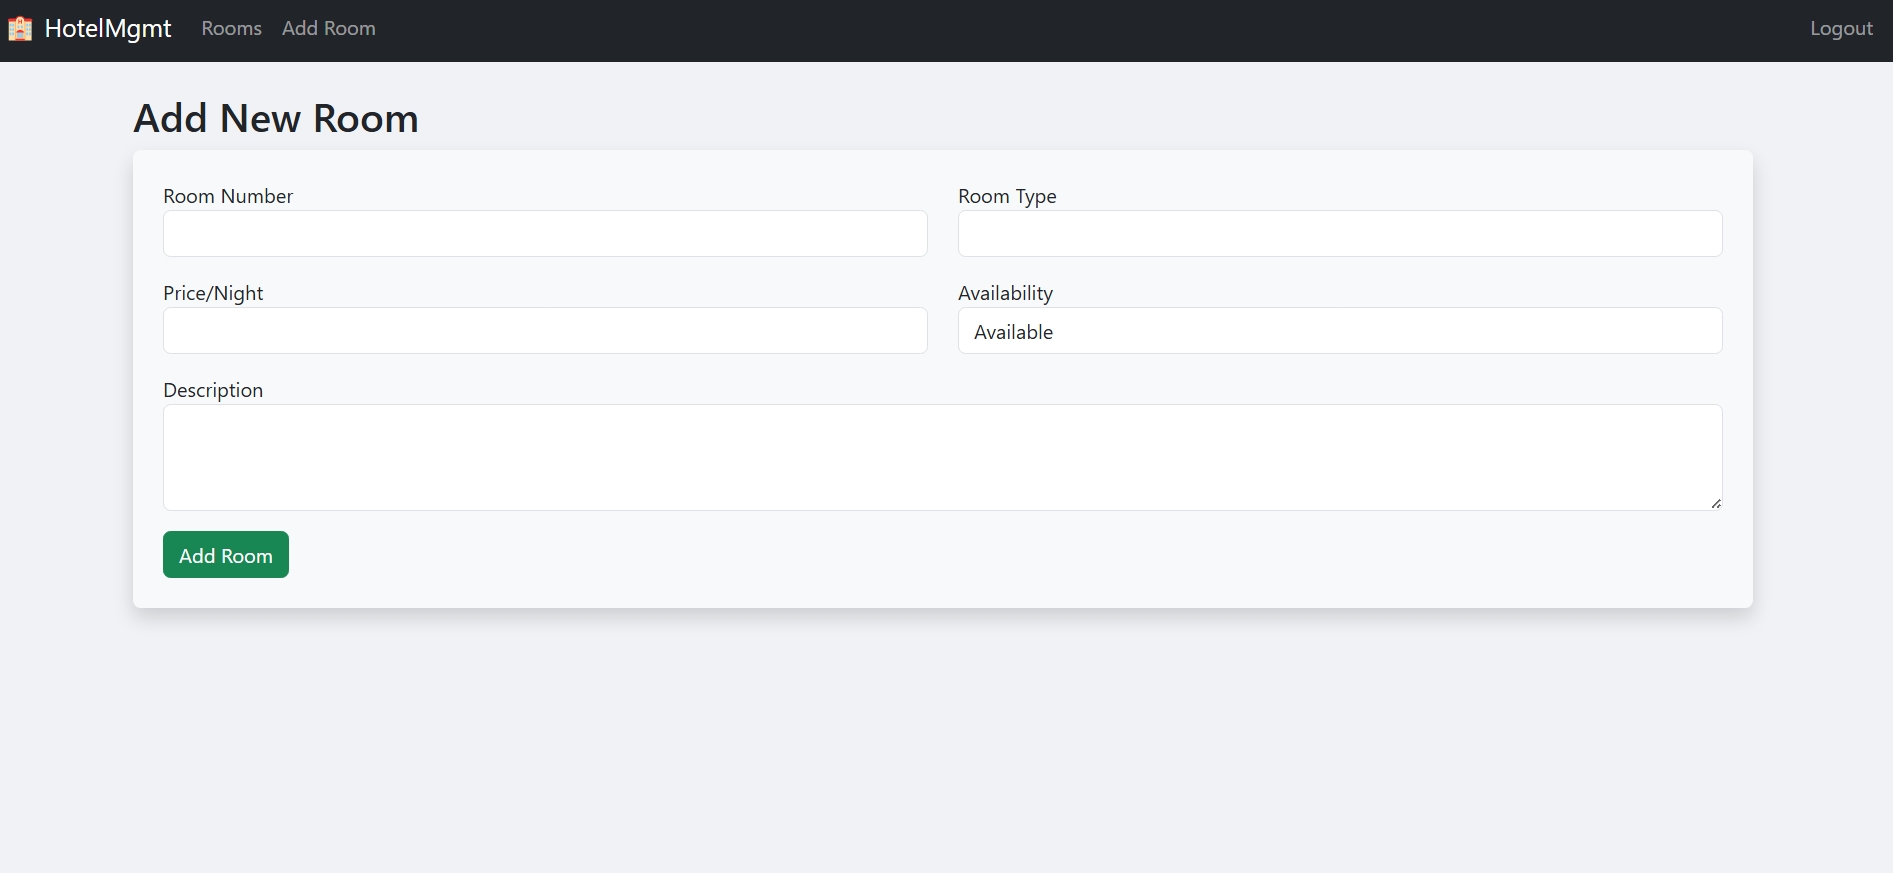 HotelMgmt Rooms Add Room Logout
Add New Room
Room Number Room Type
Price/Night Availability
Available
Description
Add Room